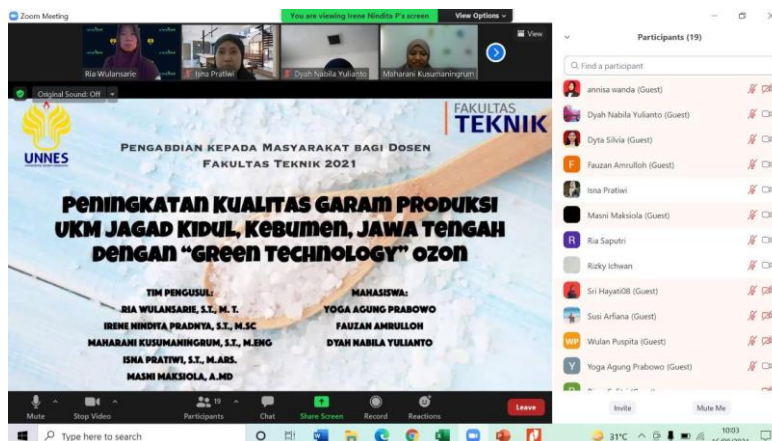 Zoom Meeting
You are viewing Irene Nindita P's screen
View Options
View
Ria Wulansarie
Isna Pratiwi
Dyah Nabila Yulianto
Maharani Kusumaningrum
Original Sound: Off
UNNES
FAKULTAS
TEKNIK
PENGABDIAN KEPADA MASYARAKAT BAGI DOSEN
FAKULTAS TEKNIK 2021
PENINGKATAN KUALITAS GARAM PRODUKSI
UKM JAGAD KIDUL, KEBUMEN, JAWA TENGAH
DENGAN “GREEN TECHNOLOGY” OZON
TIM PENGUSUL:
RIA WULANSARIE, S.T., M. T.
IRENE NINDITA PRADNYA, S.T., M.SC
MAHARANI KUSUMANINGRUM, S.T., M.ENG
ISNA PRATIWI, S.T., M.ARS.
MASNI MAKSIOLA, A.MD
MAHASISWA:
YOGA AGUNG PRABOWO
FAUZAN AMRULLOH
DYAH NABILA YULIANTO
Mute
Stop Video
19
Participants
Chat
Share Screen
Record
Reactions
Leave
Participants (19)
Find a participant
annisa wanda (Guest)
Dyah Nabila Yulianto (Guest)
Dyta Silvia (Guest)
F Fauzan Amrulloh (Guest)
Isna Pratiwi
Masni Maksiola (Guest)
R Ria Saputri
Rizky Ichwan
Sri Hayati08 (Guest)
Susi Arfiana (Guest)
WP Wulan Puspita (Guest)
Y Yoga Agung Prabowo (Guest)
Invite
Mute Me
Type here to search
31°C
10:03